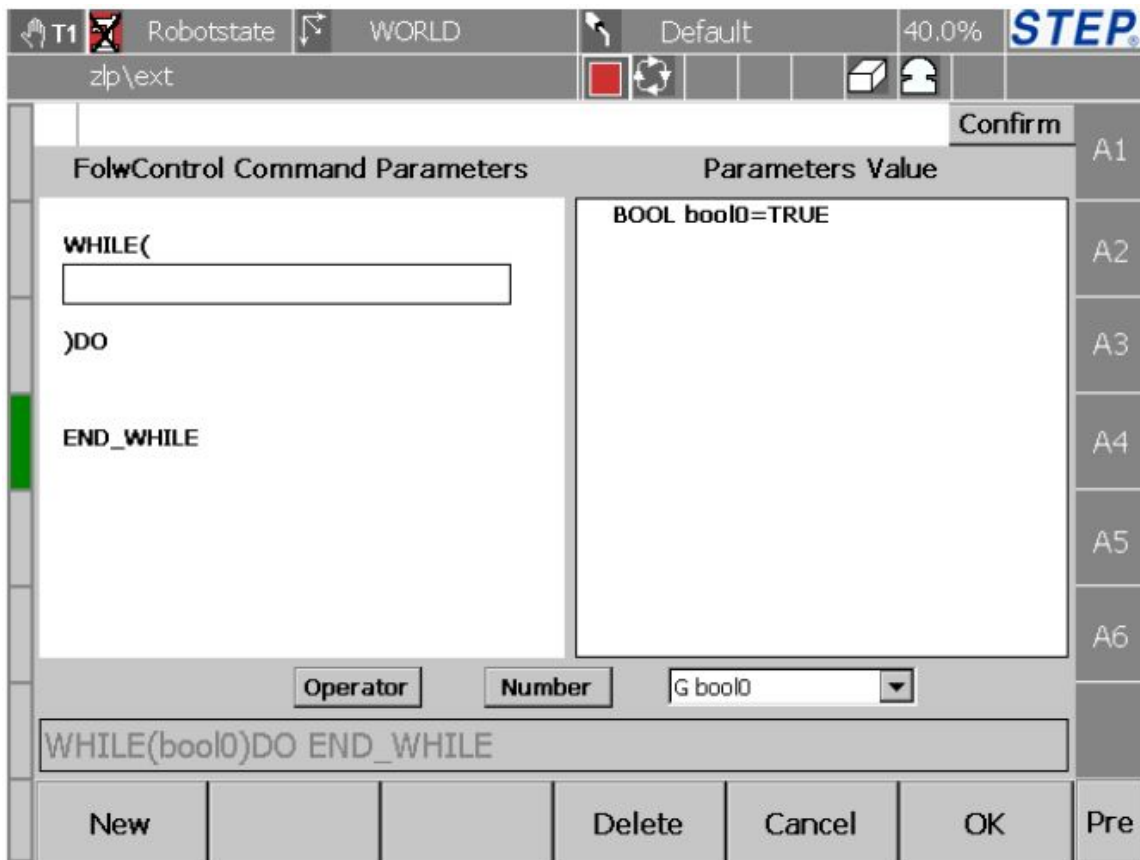 T1 Robotstate WORLD Default 40.0% STEP
zlp\ext
Confirm
FolwControl Command Parameters Parameters Value
A1
BOOL bool0=TRUE
WHILE(
A2
)DO
A3
END_WHILE
A4
A5
A6
Operator Number G bool0
WHILE(bool0)DO END_WHILE
New Delete Cancel OK Pre